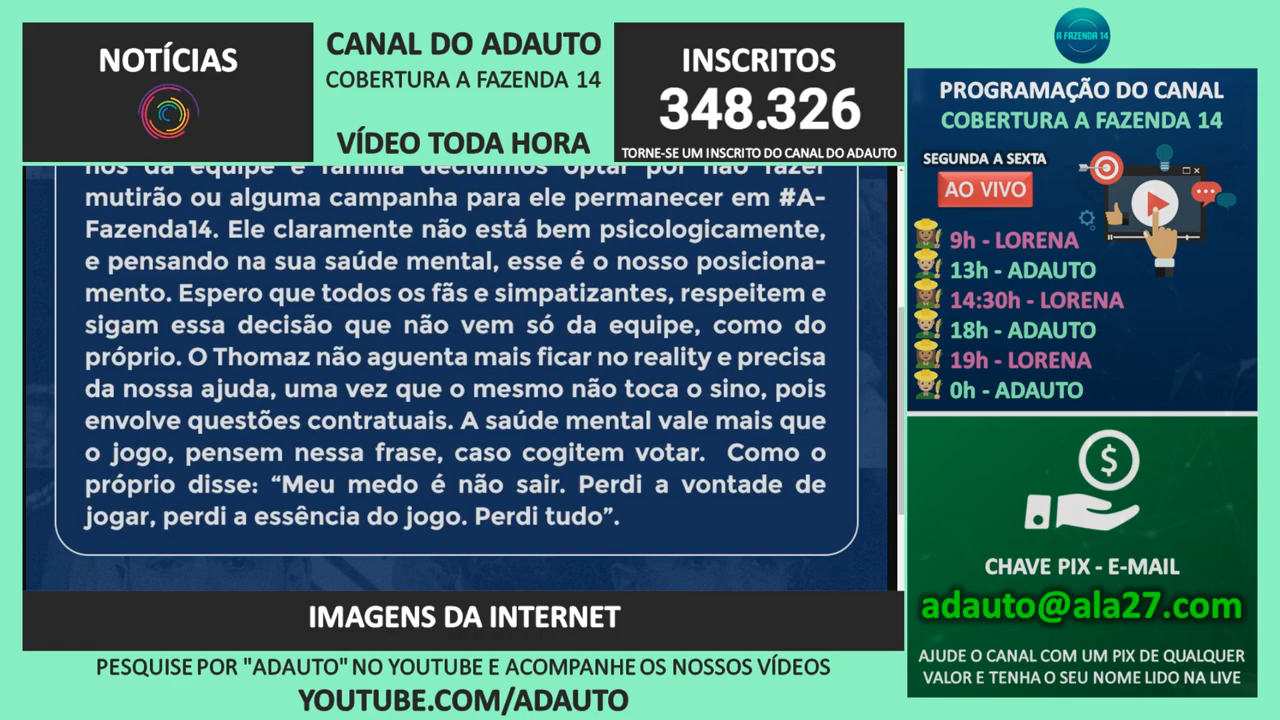 NOTÍCIAS
CANAL DO ADAUTO
COBERTURA A FAZENDA 14
VÍDEO TODA HORA
INSCRITOS
348.326
TORNE-SE UM INSCRITO DO CANAL DO ADAUTO
nós da equipe e família decidimos optar por não fazer
mutirão ou alguma campanha para ele permanecer em #A-
Fazenda14. Ele claramente não está bem psicologicamente,
e pensando na sua saúde mental, esse é o nosso posiciona-
mento. Espero que todos os fãs e simpatizantes, respeitem e
sigam essa decisão que não vem só da equipe, como do
próprio. O Thomaz não aguenta mais ficar no reality e precisa
da nossa ajuda, uma vez que o mesmo não toca o sino, pois
envolve questões contratuais. A saúde mental vale mais que
o jogo, pensem nessa frase, caso cogitem votar. Como o
próprio disse: “Meu medo é não sair. Perdi a vontade de
jogar, perdi a essência do jogo. Perdi tudo”.
IMAGENS DA INTERNET
PESQUISE POR "ADAUTO" NO YOUTUBE E ACOMPANHE OS NOSSOS VÍDEOS
YOUTUBE.COM/ADAUTO
A FAZENDA 14
PROGRAMAÇÃO DO CANAL
COBERTURA A FAZENDA 14
SEGUNDA A SEXTA
AO VIVO
9h - LORENA
13h - ADAUTO
14:30h - LORENA
18h - ADAUTO
19h - LORENA
0h - ADAUTO
$
CHAVE PIX - E-MAIL
adauto@ala27.com
AJUDE O CANAL COM UM PIX DE QUALQUER
VALOR E TENHA O SEU NOME LIDO NA LIVE